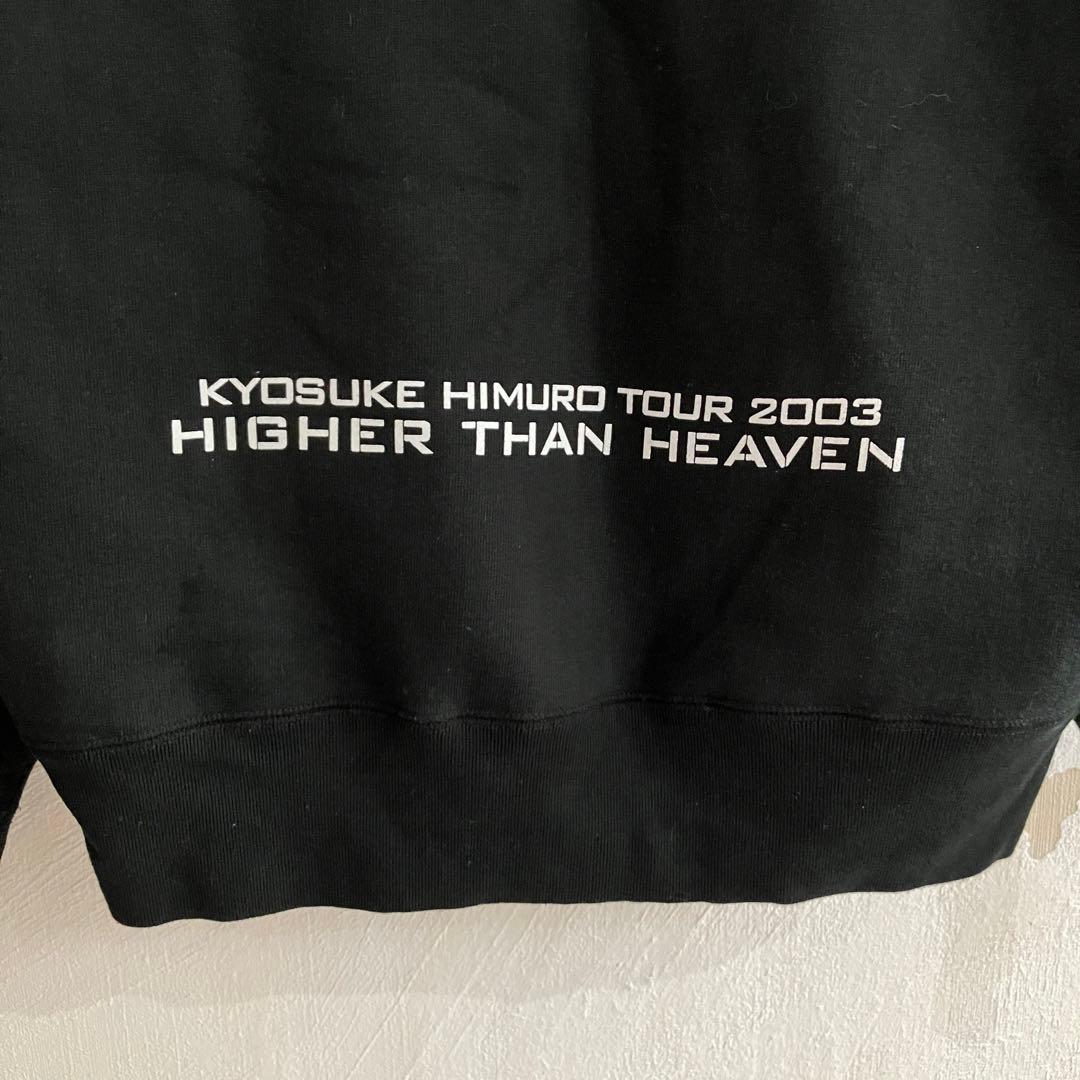 KYOSUKE HIMURO TOUR 2003
HIGHER THAN HEAVEN